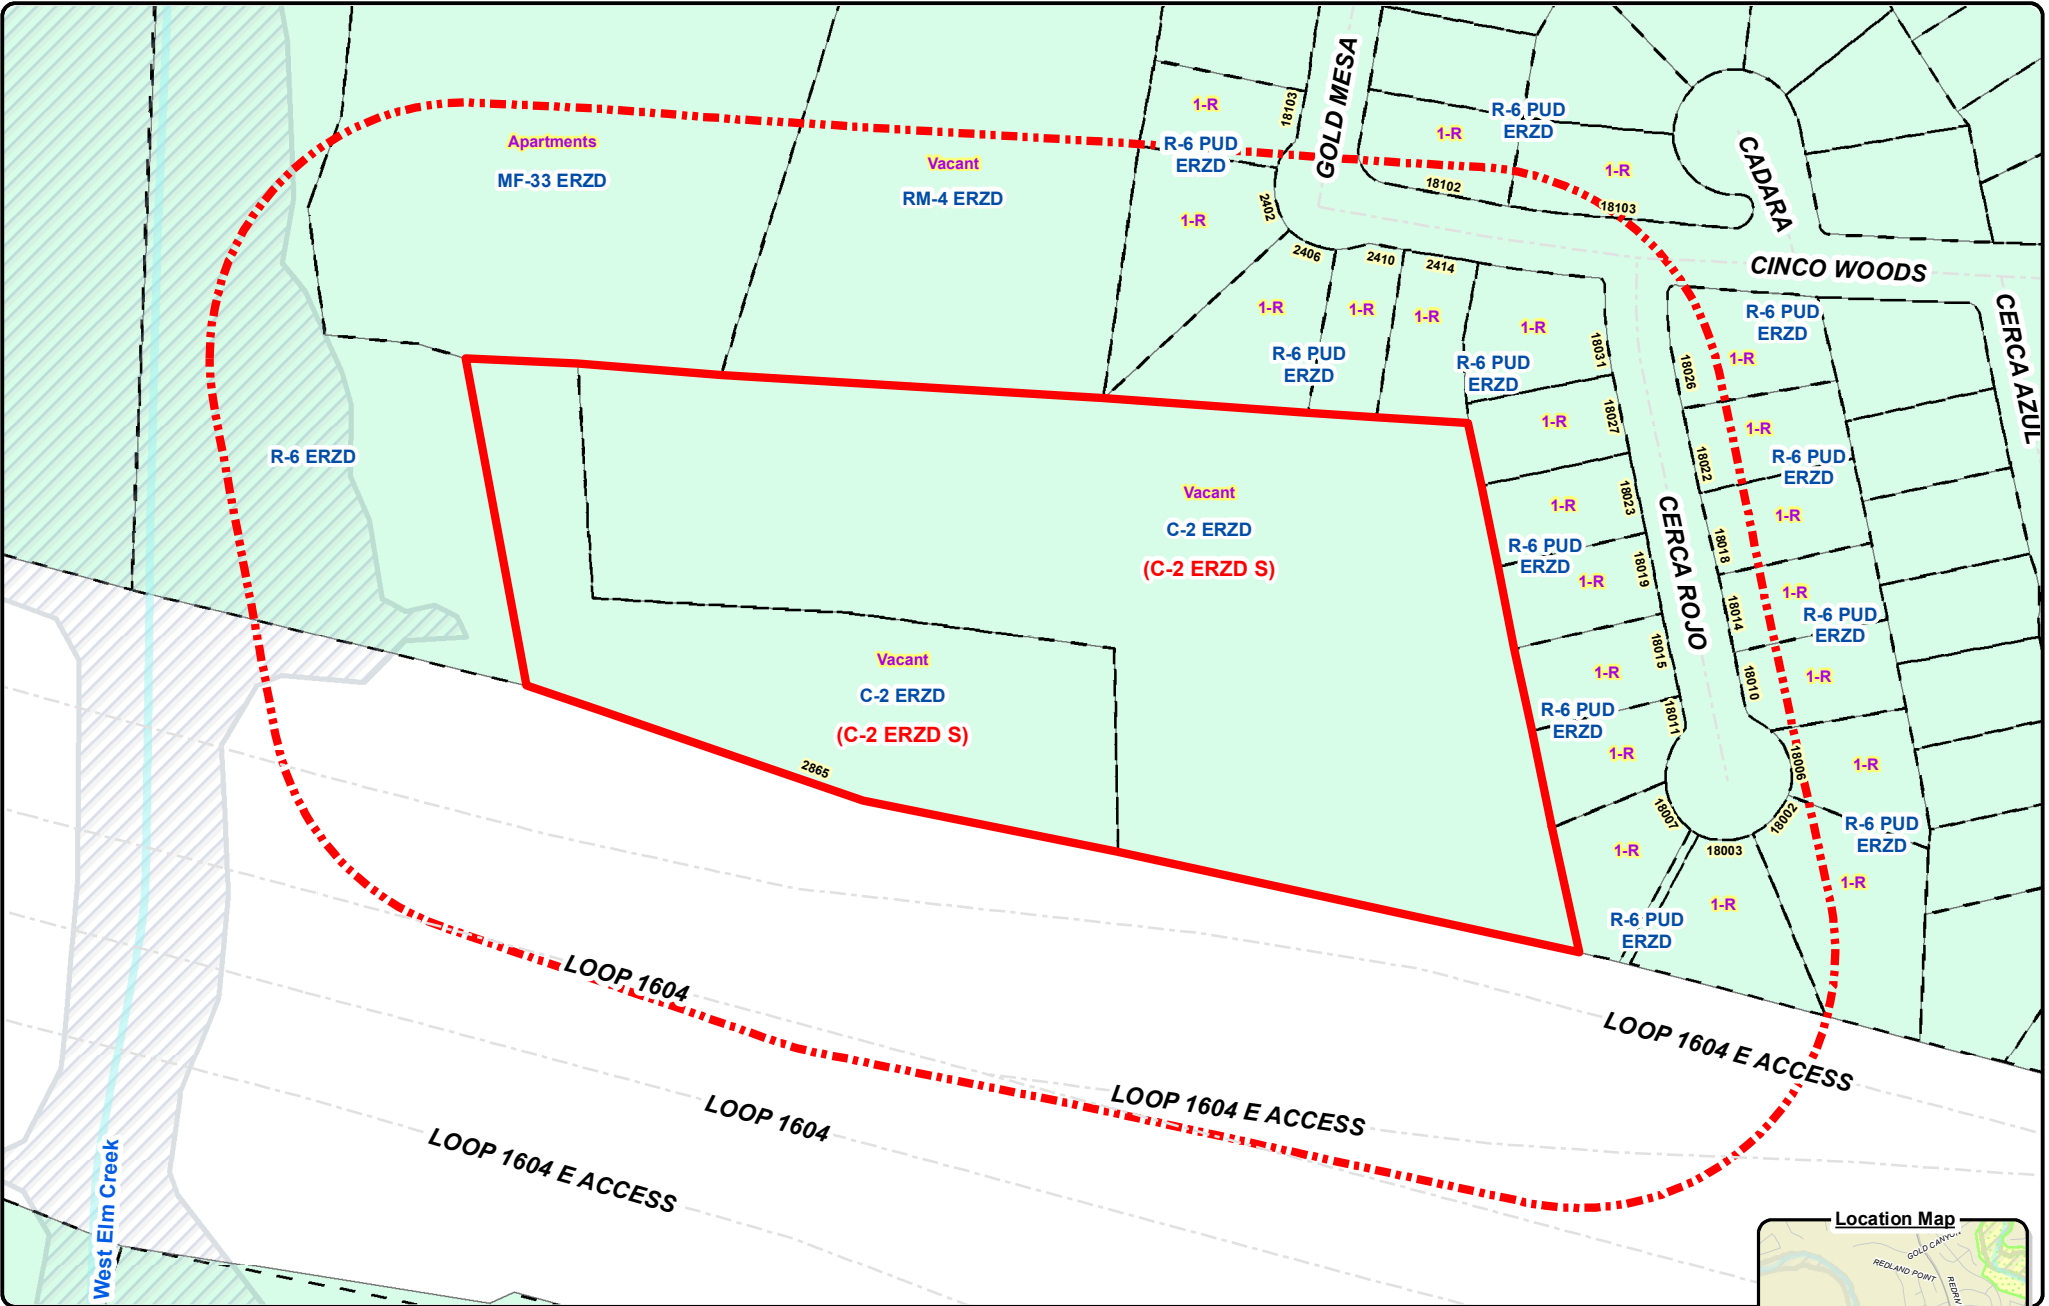 GOLD MESA
CADARA
CINCO WOODS
CERCA AZUL
CERCA ROJO
Apartments
MF-33 ERZD
Vacant
RM-4 ERZD
1-R
18103
R-6 PUD
ERZD
1-R
2402
1-R
R-6 PUD
ERZD
1-R
18102
18103
2406
2410
2414
1-R
1-R
1-R
1-R
R-6 PUD
ERZD
R-6 PUD
ERZD
18031
18026
R-6 PUD
ERZD
1-R
1-R
18027
1-R
18022
R-6 PUD
ERZD
R-6 ERZD
Vacant
C-2 ERZD
(C-2 ERZD S)
1-R
18023
1-R
R-6 PUD
ERZD
1-R
18019
18018
1-R
18014
R-6 PUD
ERZD
Vacant
C-2 ERZD
(C-2 ERZD S)
2865
1-R
18015
1-R
18010
R-6 PUD
ERZD
18011
1-R
18006
1-R
18007
18002
18003
R-6 PUD
ERZD
1-R
1-R
1-R
R-6 PUD
ERZD
LOOP 1604
LOOP 1604 E ACCESS
LOOP 1604 E ACCESS
LOOP 1604
LOOP 1604 E ACCESS
West Elm Creek
Location Map
GOLD CANYON
REDLAND POINT